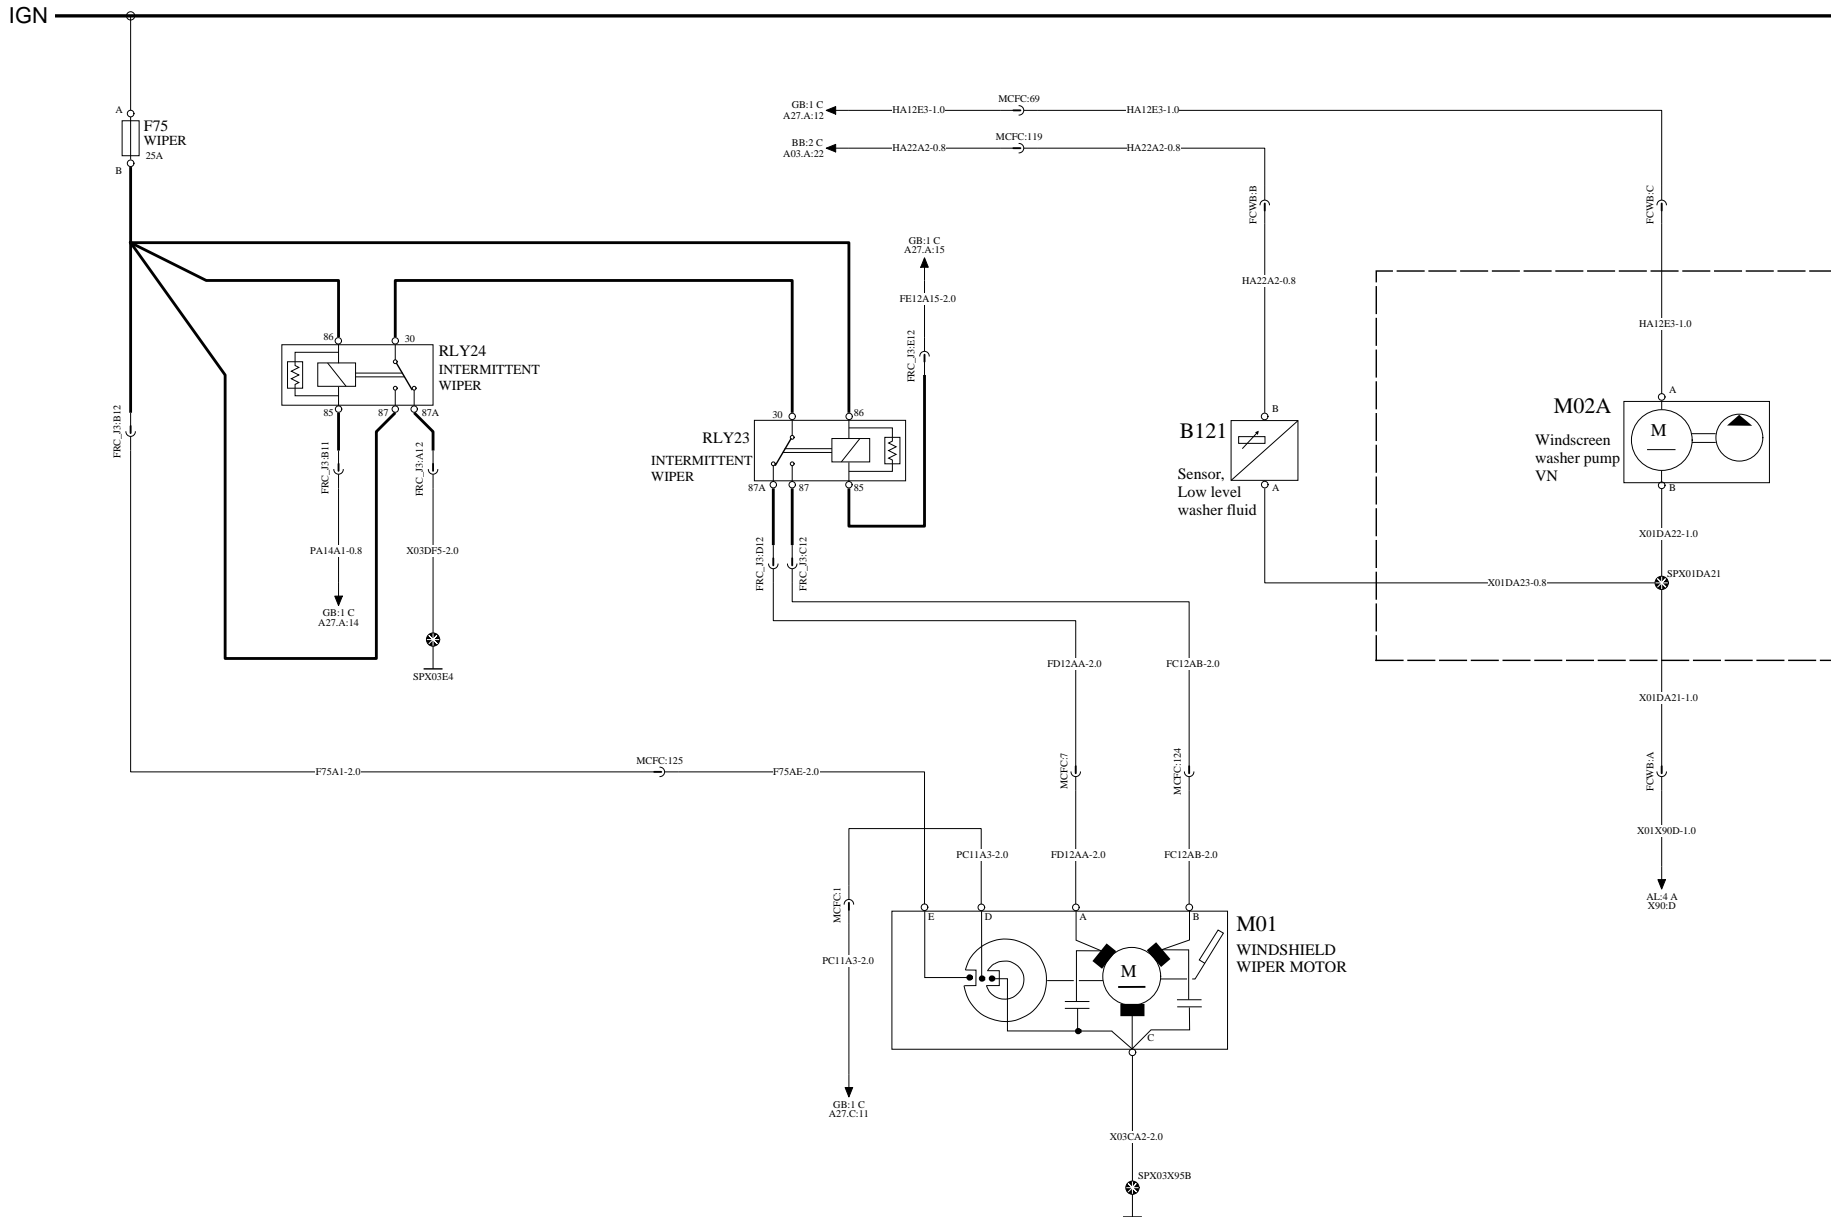 IGN
A
F75
WIPER
25A
B
GB:1 C
A27.A:12
HA12E3-1.0
MCFC:69
HA12E3-1.0
BB:2 C
A03.A:22
HA22A2-0.8
MCFC:119
HA22A2-0.8
FCWB:B
FCWB:C
GB:1 C
A27.A:15
FE12A15-2.0
FRC_J3:E12
HA22A2-0.8
HA12E3-1.0
86
30
RLY24
INTERMITTENT
WIPER
85
87
87A
FRC_J3:B12
FRC_J3:B11
FRC_J3:A12
PA14A1-0.8
X03DF5-2.0
GB:1 C
A27.A:14
SPX03E4
30
86
RLY23
INTERMITTENT
WIPER
87A
87
85
FRC_J3:D12
FRC_J3:C12
B
B121
Sensor,
Low level
washer fluid
A
A
M02A
Windscreen
washer pump
VN
M
B
X01DA22-1.0
SPX01DA21
X01DA23-0.8
FD12AA-2.0
FC12AB-2.0
X01DA21-1.0
F75A1-2.0
MCFC:125
F75AE-2.0
MCFC:7
MCFC:124
FCWB:A
X01X90D-1.0
AL:4 A
X90:D
PC11A3-2.0
FD12AA-2.0
FC12AB-2.0
MCFC:1
PC11A3-2.0
GB:1 C
A27.C:11
E
D
A
B
M
C
M01
WINDSHIELD
WIPER MOTOR
X03CA2-2.0
SPX03X95B